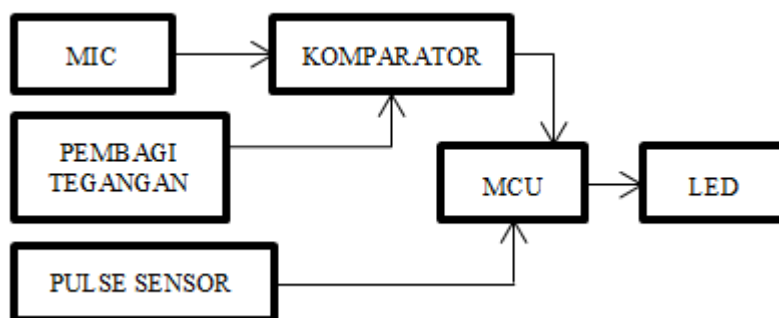 MIC
KOMPARATOR
PEMBAGI
TEGANGAN
MCU
LED
PULSE SENSOR